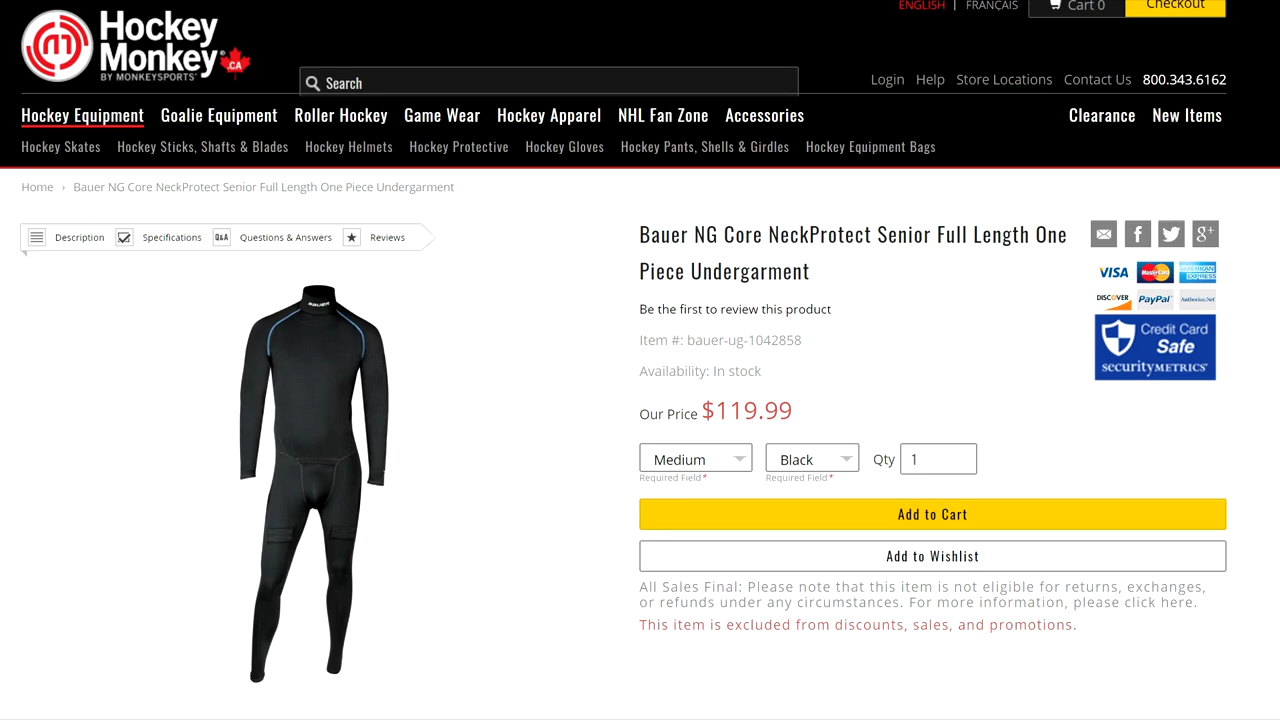 ENGLISH | FRANÇAIS
Cart 0
Checkout
Hockey
Monkey
.CA
BY MONKEYSPORTS
Search
Login Help Store Locations Contact Us 800.343.6162
Hockey Equipment Goalie Equipment Roller Hockey Game Wear Hockey Apparel NHL Fan Zone Accessories Clearance New Items
Hockey Skates Hockey Sticks, Shafts & Blades Hockey Helmets Hockey Protective Hockey Gloves Hockey Pants, Shells & Girdles Hockey Equipment Bags
Home › Bauer NG Core NeckProtect Senior Full Length One Piece Undergarment
Description Specifications Q&A Questions & Answers Reviews
BAUER
Bauer NG Core NeckProtect Senior Full Length One
Piece Undergarment
Be the first to review this product
Item #: bauer-ug-1042858
Availability: In stock
Our Price $119.99
Medium Black Qty 1
Required Field * Required Field *
Add to Cart
Add to Wishlist
All Sales Final: Please note that this item is not eligible for returns, exchanges,
or refunds under any circumstances. For more information, please click here.
This item is excluded from discounts, sales, and promotions.
f g+
VISA MasterCard AMERICAN EXPRESS
DISCOVER PayPal Authorize.Net
Credit Card
Safe
securityMETRICS